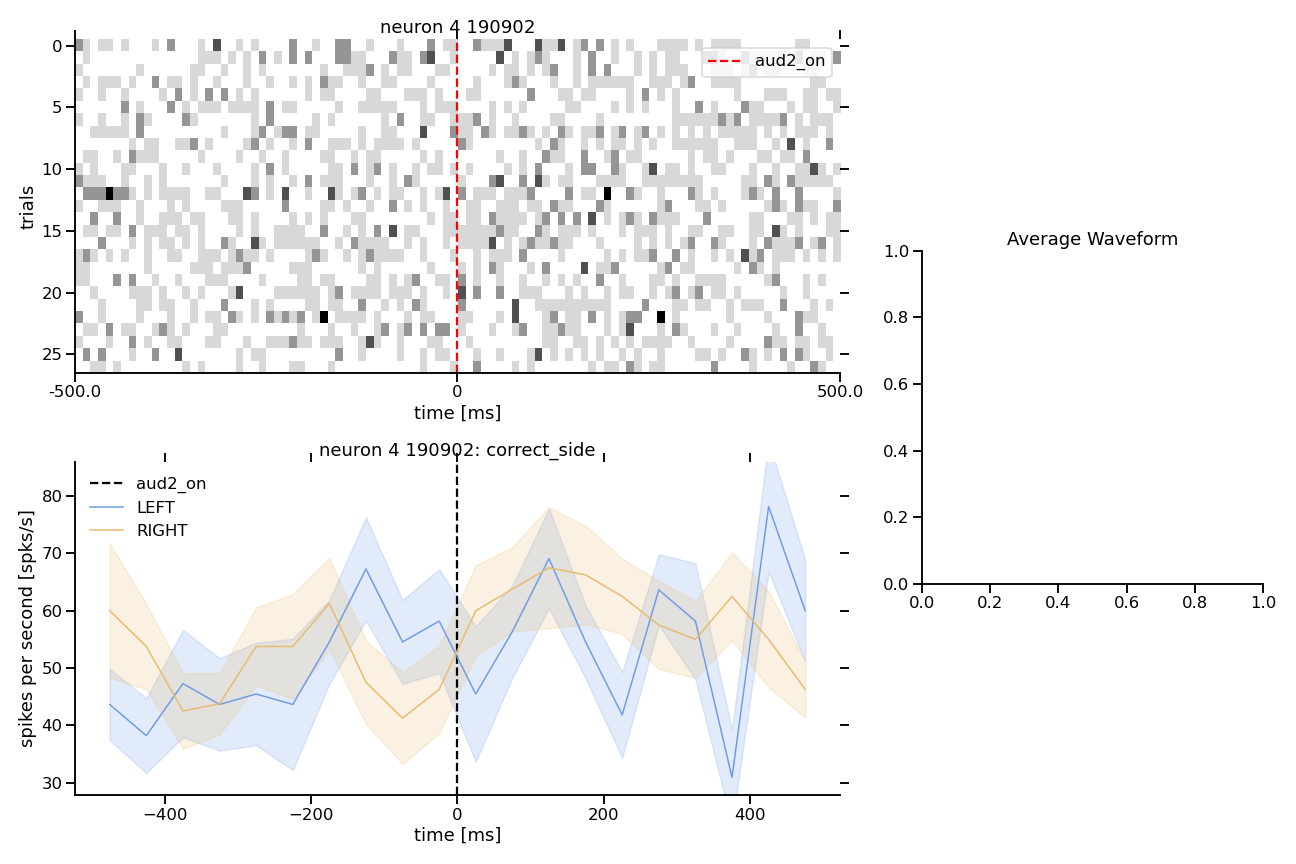 neuron 4 190902
aud2_on
0
5
10
15
20
25
trials
-500.0
0
500.0
time [ms]
neuron 4 190902: correct_side
aud2_on
LEFT
RIGHT
80
70
60
50
40
30
spikes per second [spks/s]
−400
−200
0
200
400
time [ms]
Average Waveform
1.0
0.8
0.6
0.4
0.2
0.0
0.0
0.2
0.4
0.6
0.8
1.0